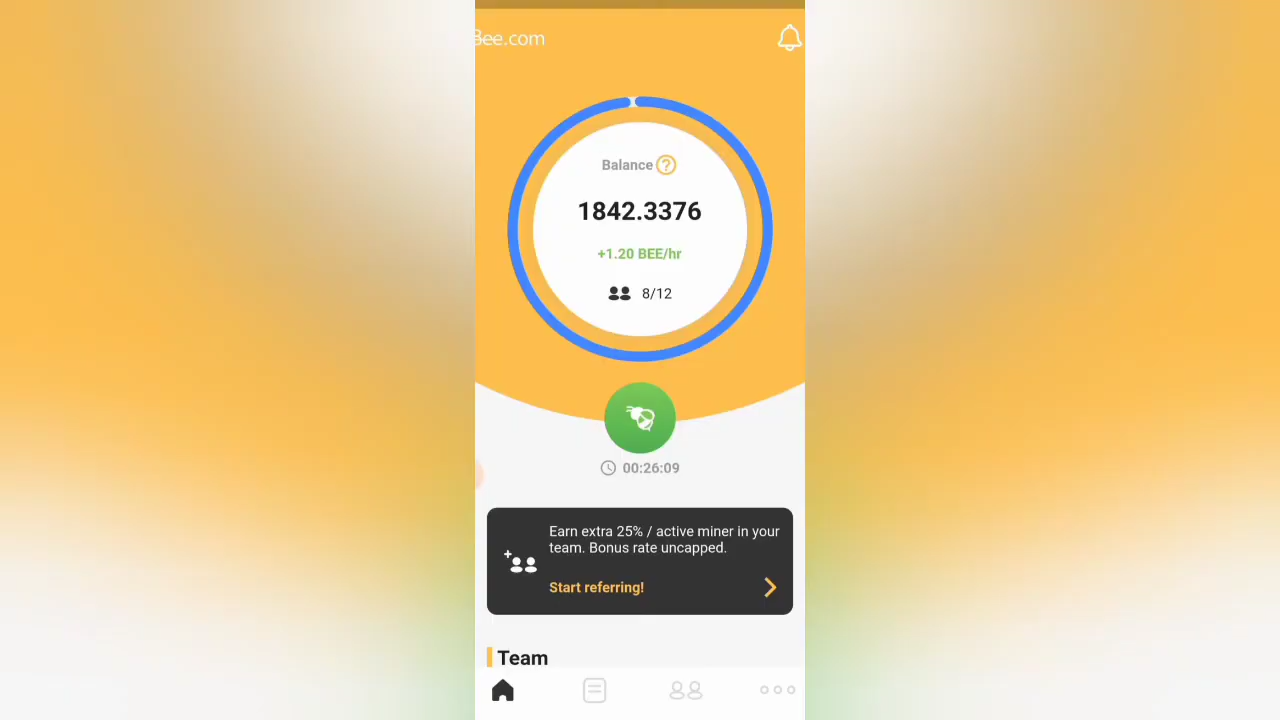 Bee.com
Balance ?
1842.3376
+1.20 BEE/hr
8/12
00:26:09
Earn extra 25% / active miner in your
team. Bonus rate uncapped.
Start referring!
Team